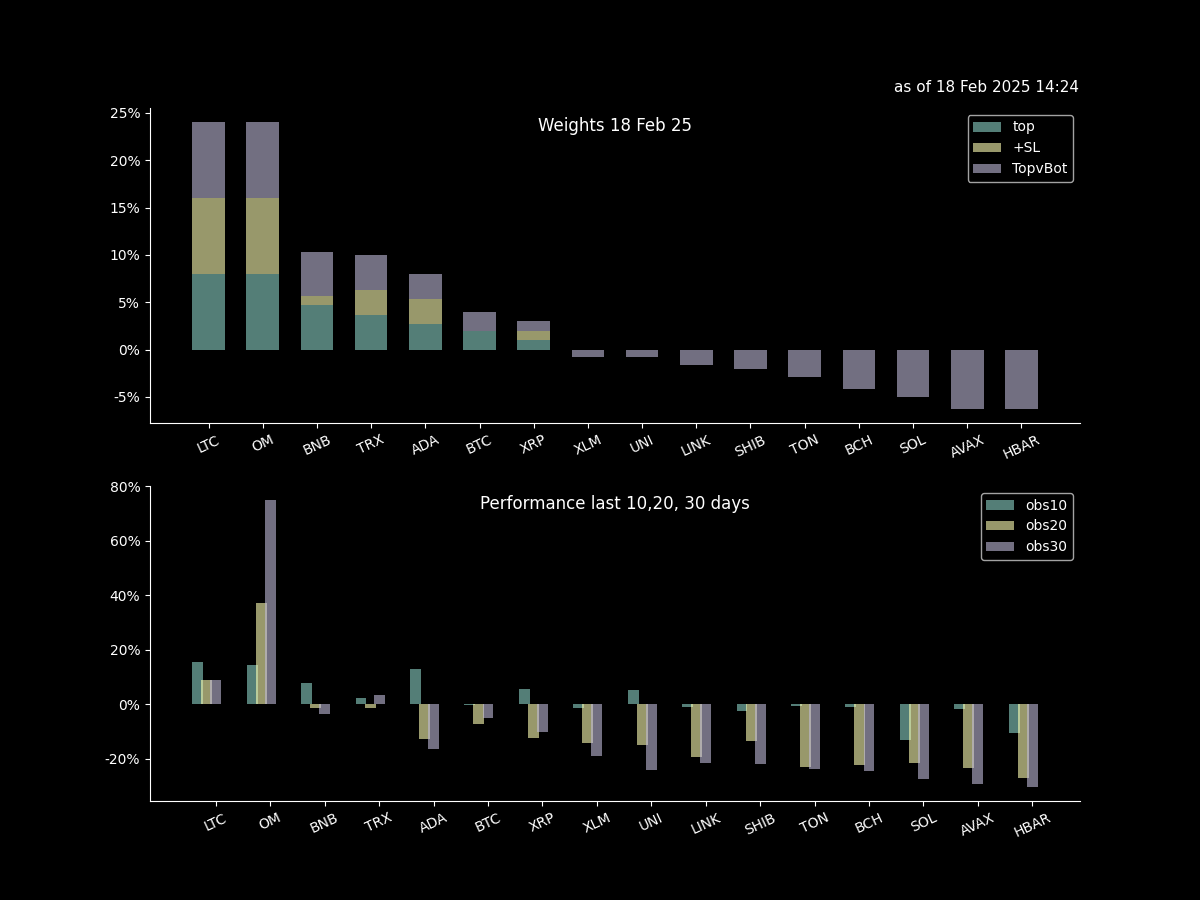 as of 18 Feb 2025 14:24
Weights 18 Feb 25
25%
20%
15%
10%
5%
0%
-5%
top
+SL
TopvBot
LTC OM BNB TRX ADA BTC XRP XLM UNI LINK SHIB TON BCH SOL AVAX HBAR
Performance last 10,20, 30 days
80%
60%
40%
20%
0%
-20%
obs10
obs20
obs30
LTC OM BNB TRX ADA BTC XRP XLM UNI LINK SHIB TON BCH SOL AVAX HBAR